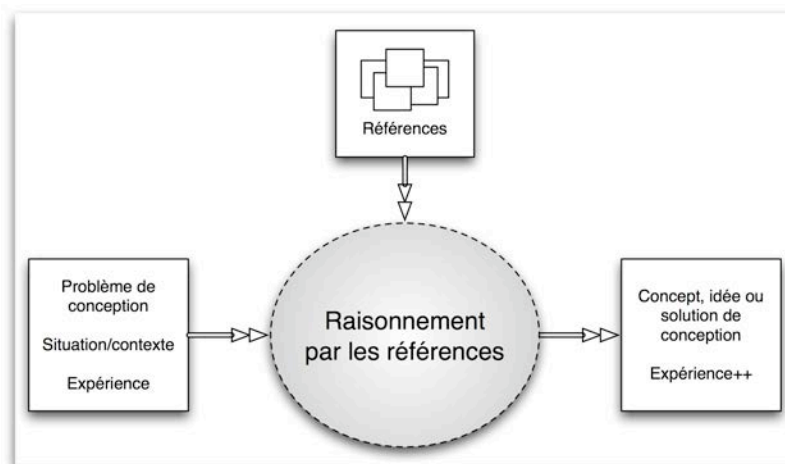 Références
Problème de
conception
Situation/contexte
Expérience
Raisonnement
par les références
Concept, idée ou
solution de
conception
Expérience++